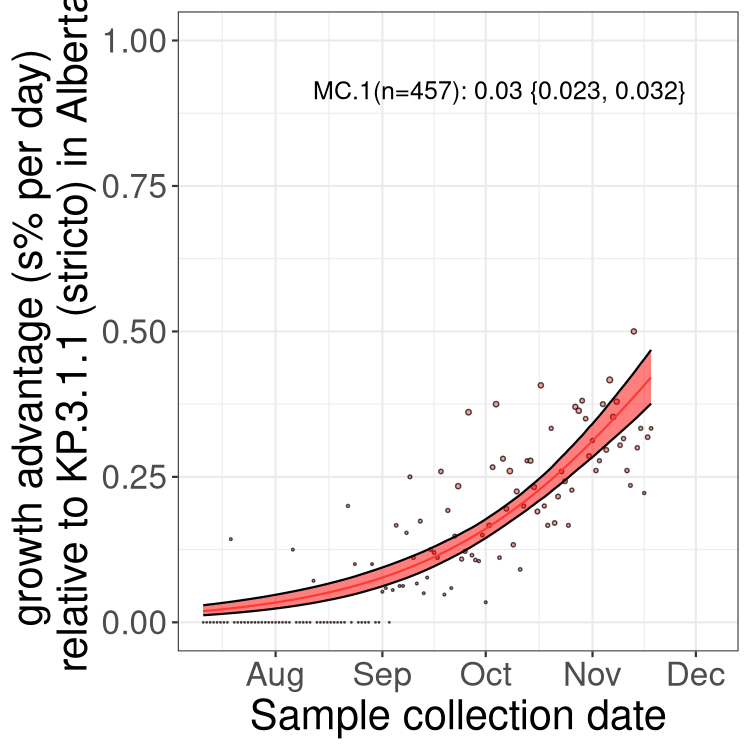 growth advantage (s% per day)
relative to KP.3.1.1 (stricto) in Alberta
1.00
0.75
0.50
0.25
0.00
MC.1(n=457): 0.03 {0.023, 0.032}
Aug Sep Oct Nov Dec
Sample collection date